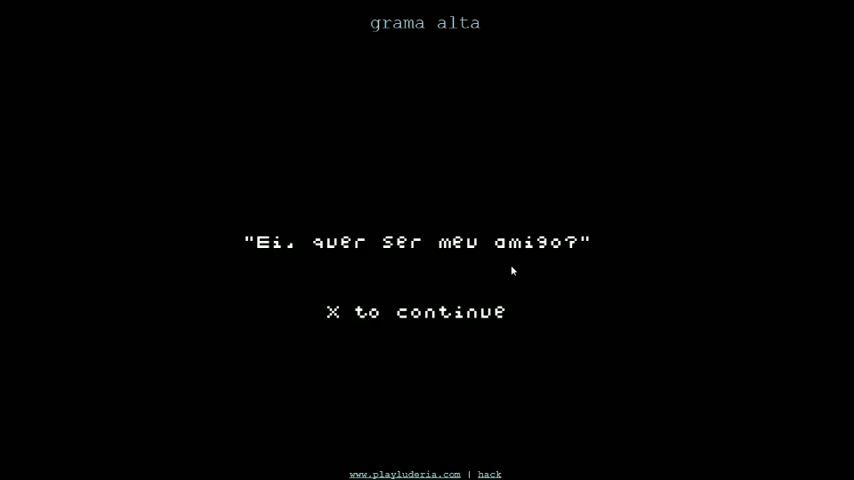 grama alta
"Ei, quer ser meu amigo?"
X to continue
www.playluderia.com | hack